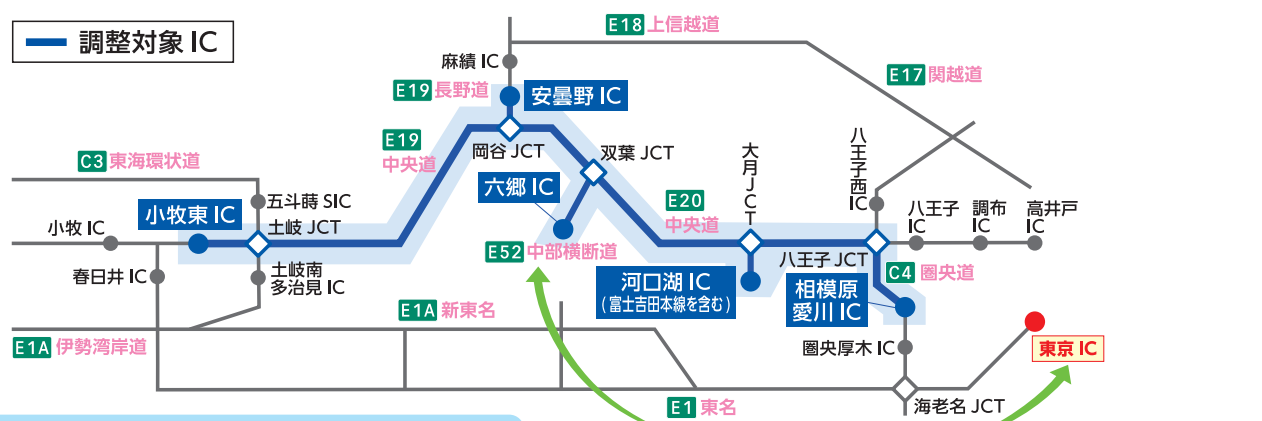 調整対象 IC
E18 上信越道
麻績 IC
E17 関越道
E19 長野道
安曇野 IC
E19
中央道
岡谷 JCT
双葉 JCT
大月JCT
八王子西IC
C3 東海環状道
五斗蒔 SIC
六郷 IC
E20
中央道
小牧東 IC
土岐 JCT
八王子
IC
調布
IC
高井戸
IC
小牧 IC
E52 中部横断道
八王子 JCT
春日井 IC
土岐南
多治見 IC
河口湖 IC
(富士吉田本線を含む)
C4 圏央道
相模原
愛川 IC
E1A 新東名
E1A 伊勢湾岸道
圏央厚木 IC
東京 IC
E1 東名
海老名 JCT